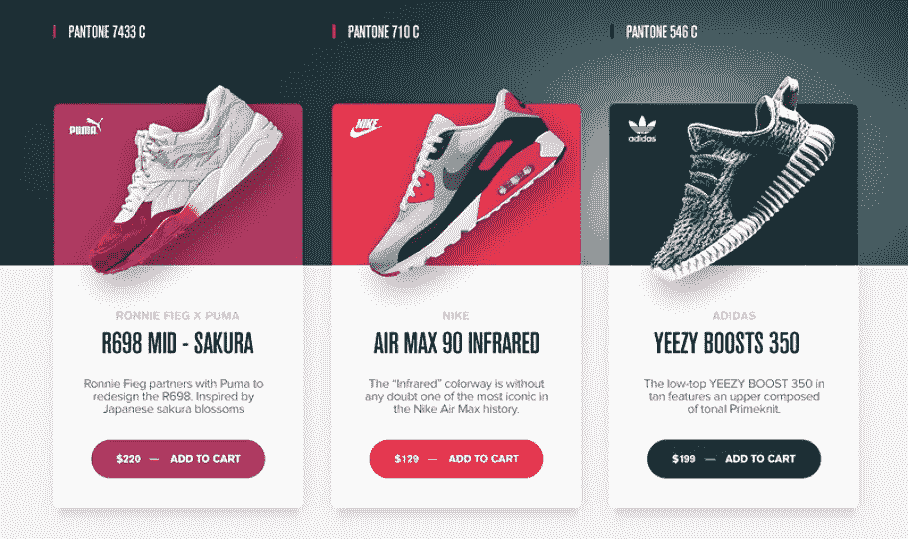 PANTONE 7433 C
PANTONE 710 C
PANTONE 546 C
PUMA
NIKE
adidas
RONNIE FIEG X PUMA
R698 MID - SAKURA
Ronnie Fieg partners with Puma to
redesign the R698. Inspired by
Japanese sakura blossoms
$220 — ADD TO CART
NIKE
AIR MAX 90 INFRARED
The “Infrared” colorway is without
any doubt one of the most iconic in
the Nike Air Max history.
$129 — ADD TO CART
ADIDAS
YEEZY BOOSTS 350
The low-top YEEZY BOOST 350 in
tan features an upper composed
of tonal Primeknit.
$199 — ADD TO CART